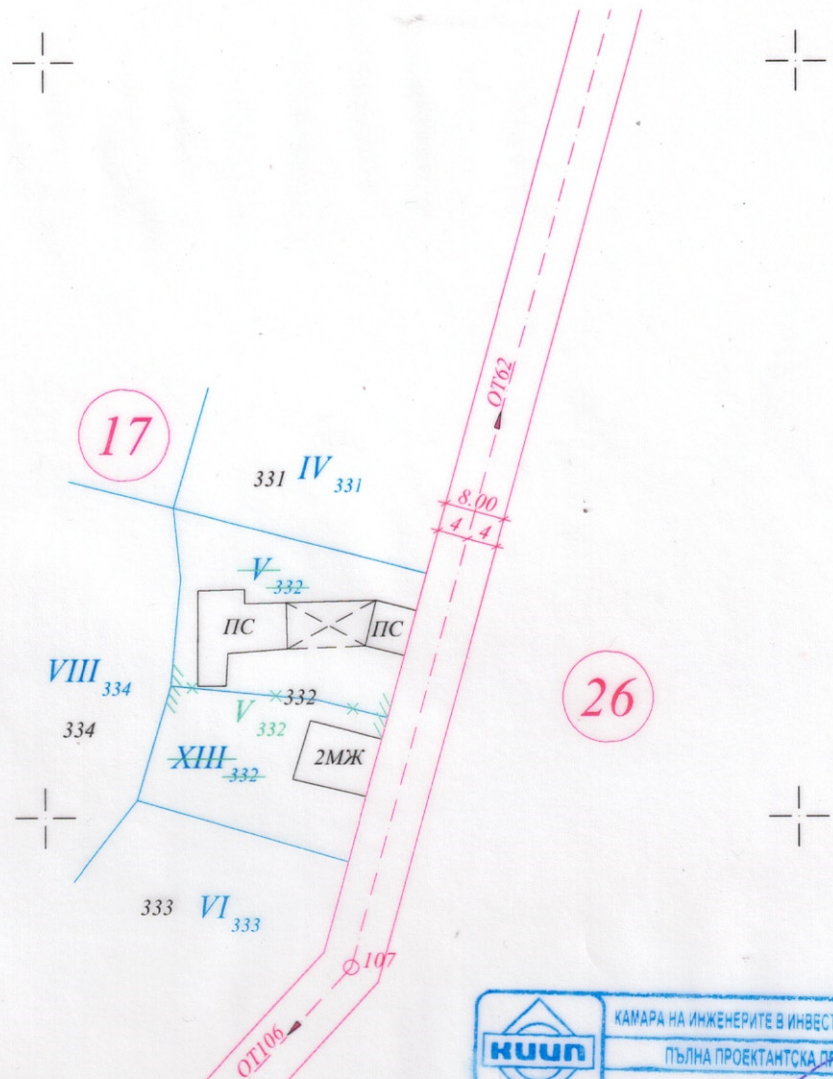 ОТ62
17
331 IV 331
8.00
4 4
V 332
ПС ПС
VIII 334
332
V 332
26
334
XIII 332
2МЖ
333 VI 333
107
ОТ106
КИИП
КАМАРА НА ИНЖЕНЕРИТЕ В ИНВЕСТ
ПЪЛНА ПРОЕКТАНТСКА ПР